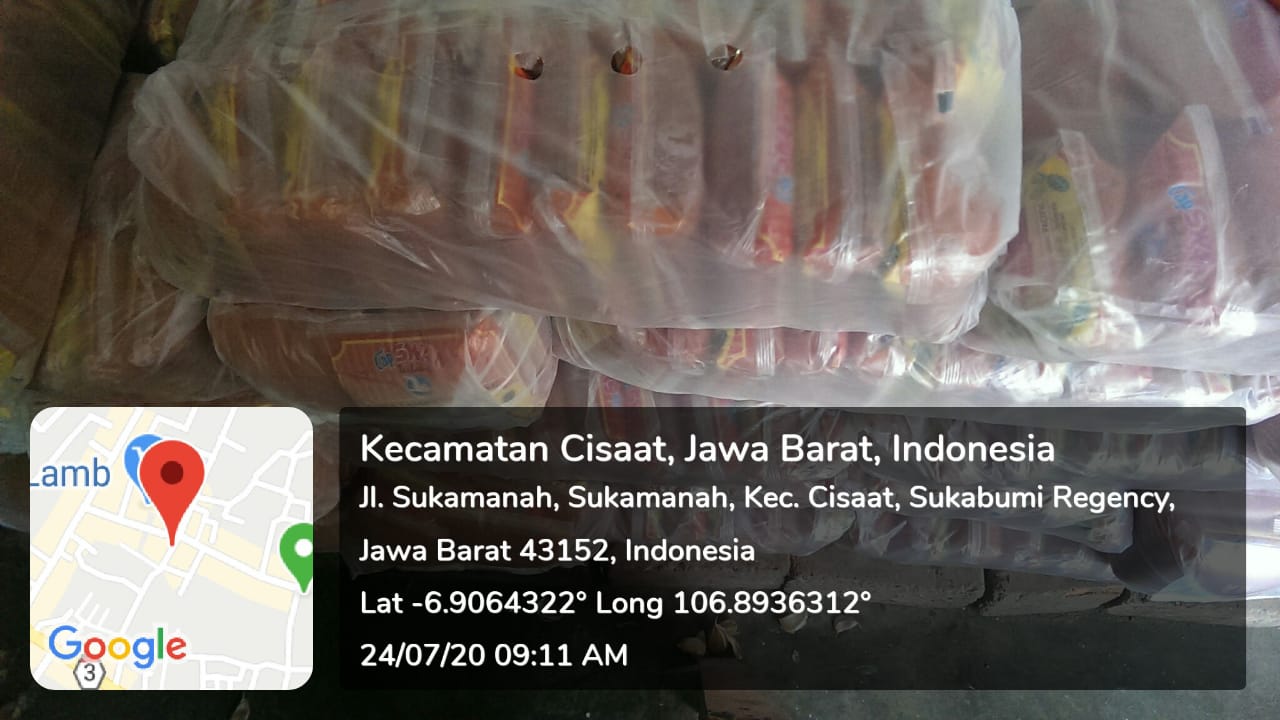 Lamb
Google
3
Kecamatan Cisaat, Jawa Barat, Indonesia
Jl. Sukamanah, Sukamanah, Kec. Cisaat, Sukabumi Regency,
Jawa Barat 43152, Indonesia
Lat -6.9064322° Long 106.8936312°
24/07/20 09:11 AM